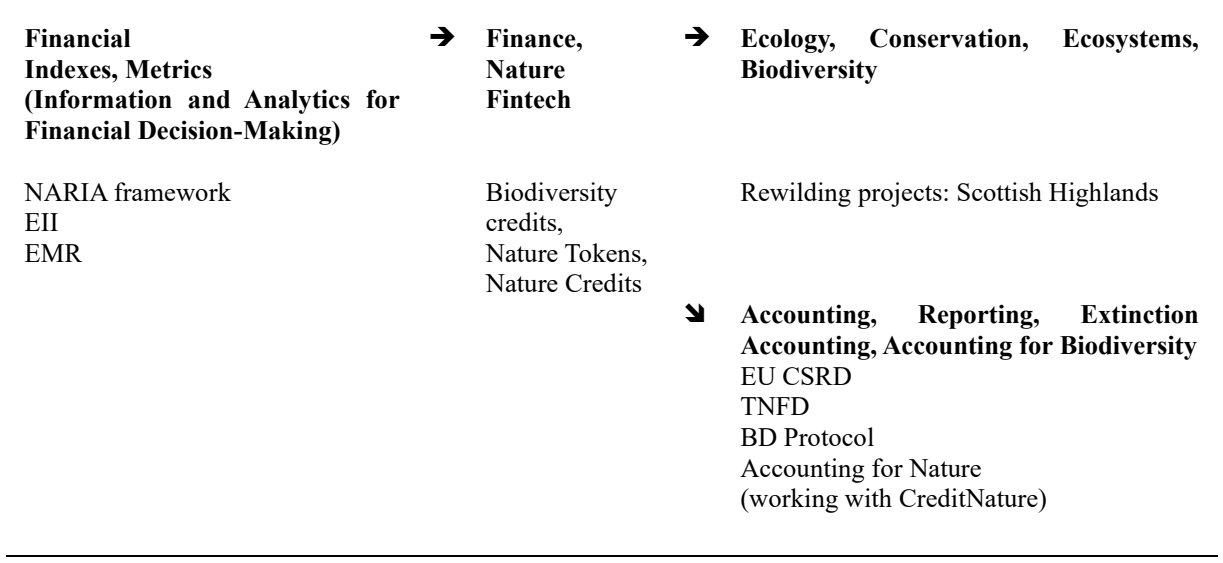 Financial
Indexes, Metrics
(Information and Analytics for
Financial Decision-Making)
➔
Finance,
Nature
Fintech
➔
Ecology, Conservation, Ecosystems,
Biodiversity
NARIA framework
EII
EMR
Biodiversity
credits,
Nature Tokens,
Nature Credits
Rewilding projects: Scottish Highlands
➘
Accounting, Reporting, Extinction
Accounting, Accounting for Biodiversity
EU CSRD
TNFD
BD Protocol
Accounting for Nature
(working with CreditNature)